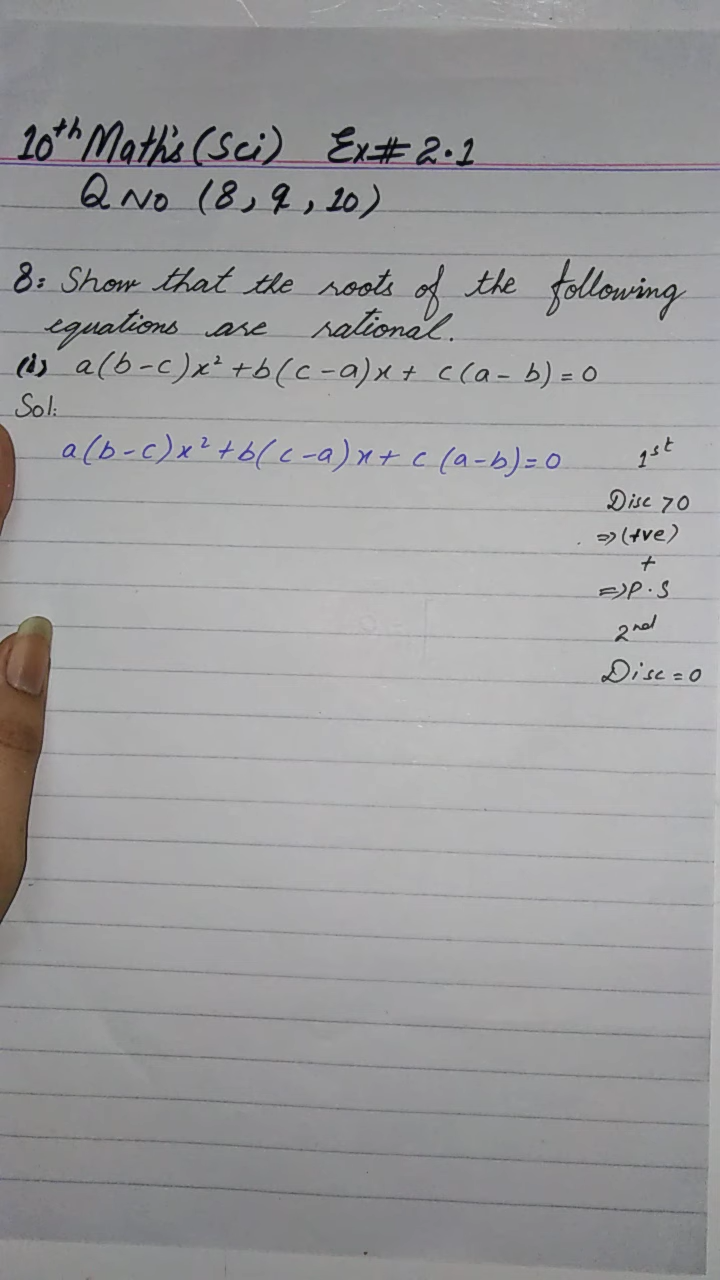 10th Math's (Sci) Ex# 2.1
Q No (8, 9, 10)
8: Show that the roots of the following
equations are rational.
(i) a(b-c)x² + b(c-a)x + c(a-b) = 0
Sol:
a(b-c)x² + b(c-a)x + c(a-b) = 0
1st
Disc > 0
⇒ (+ve)
+
⇒ P.S
2nd
Disc = 0